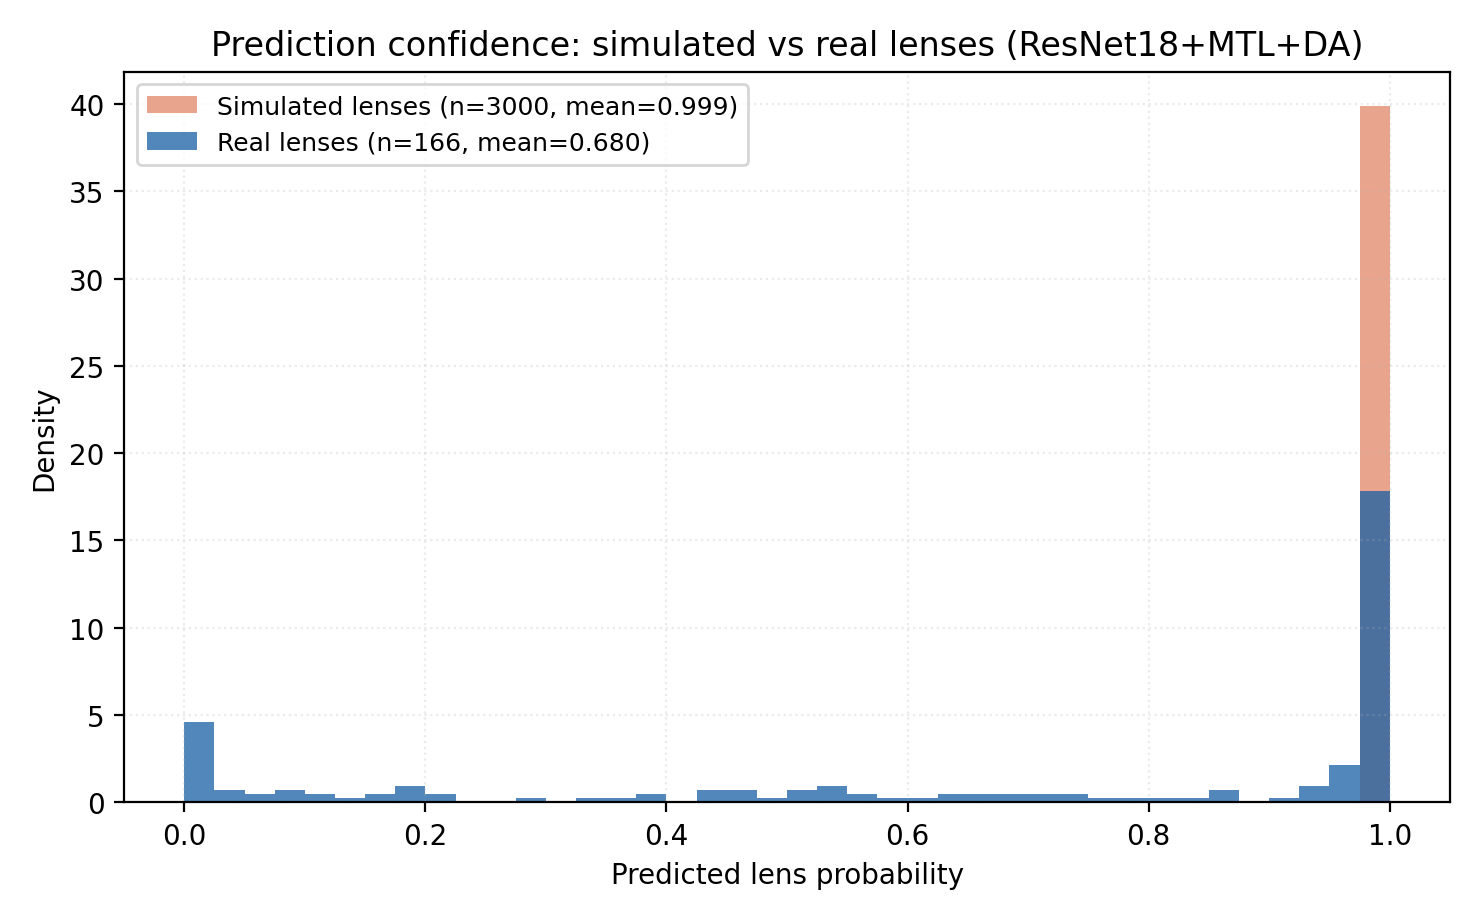 Prediction confidence: simulated vs real lenses (ResNet18+MTL+DA)
Simulated lenses (n=3000, mean=0.999)
Real lenses (n=166, mean=0.680)
40
35
30
25
20
15
10
5
0
Density
0.0 0.2 0.4 0.6 0.8 1.0
Predicted lens probability